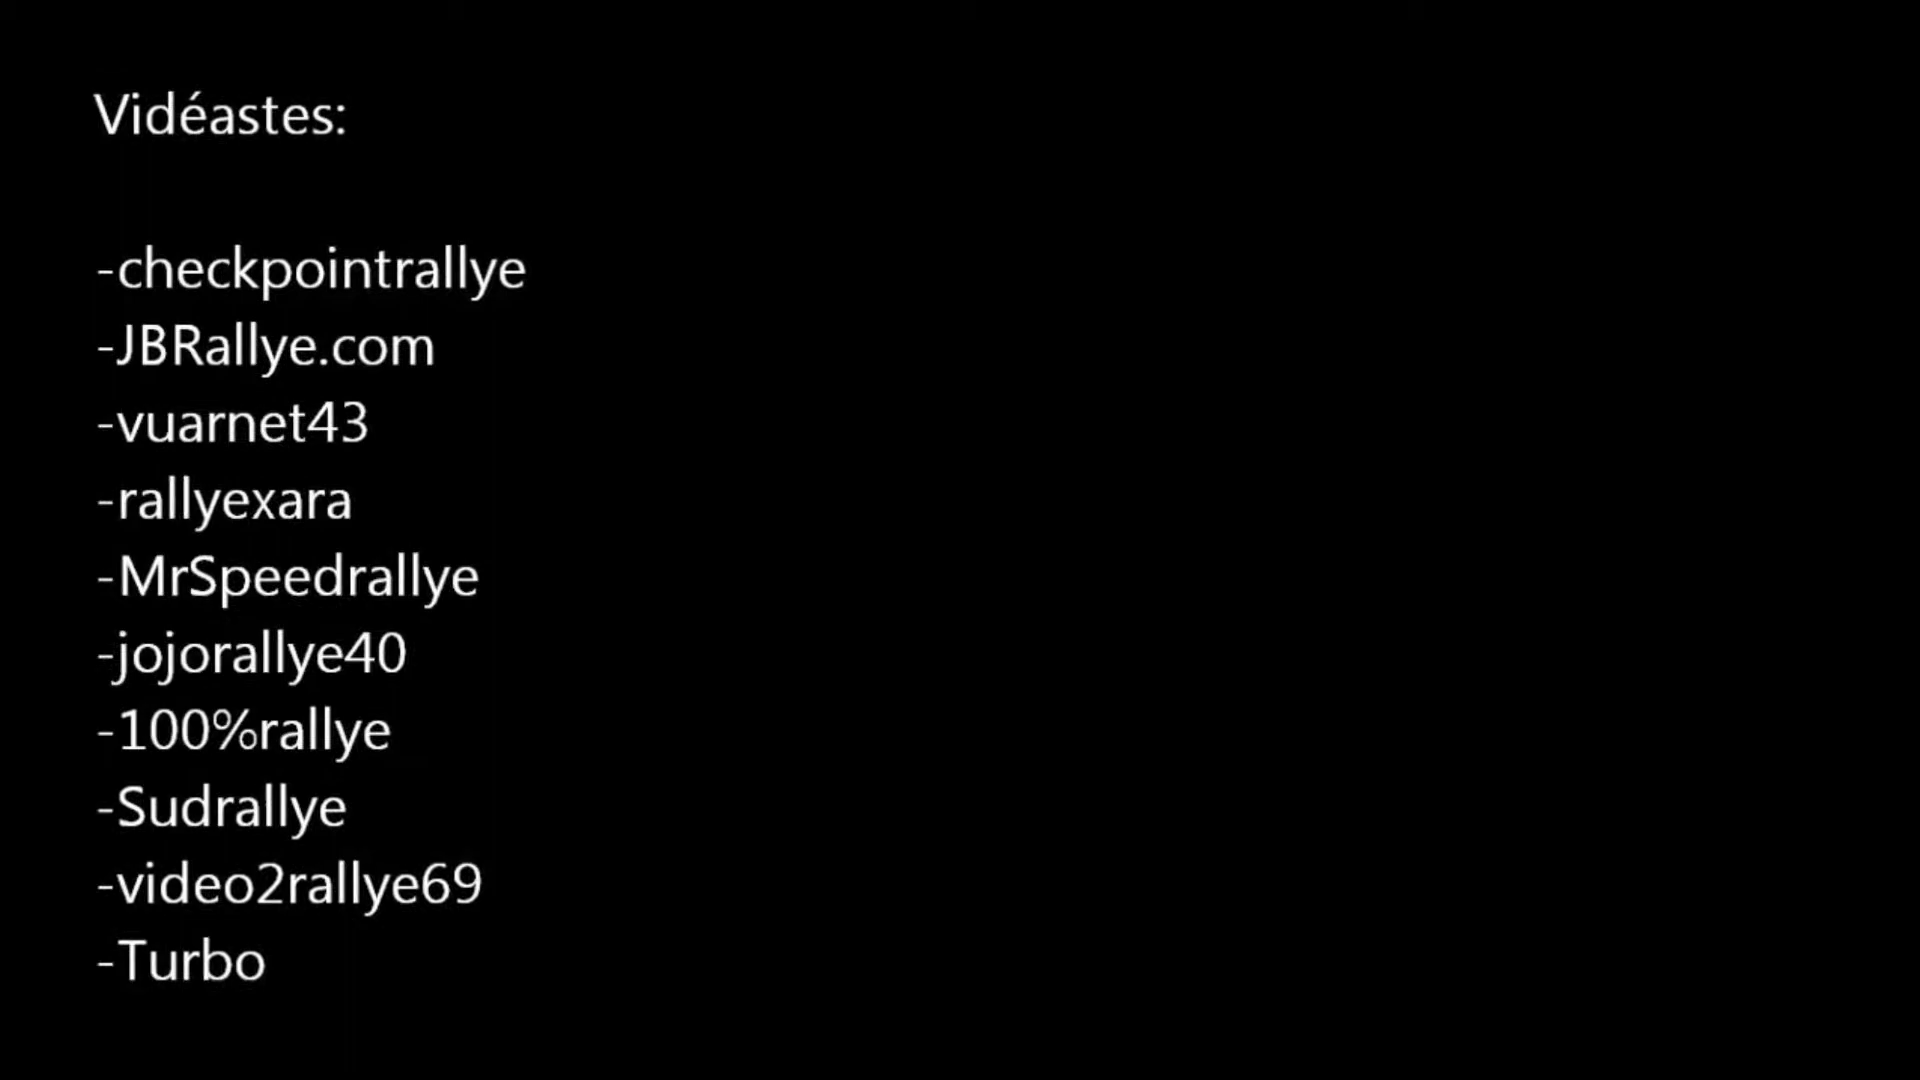 Vidéastes:
-checkpointrallye
-JBRallye.com
-vuarnet43
-rallyexara
-MrSpeedrallye
-jojorallye40
-100%rallye
-Sudrallye
-video2rallye69
-Turbo